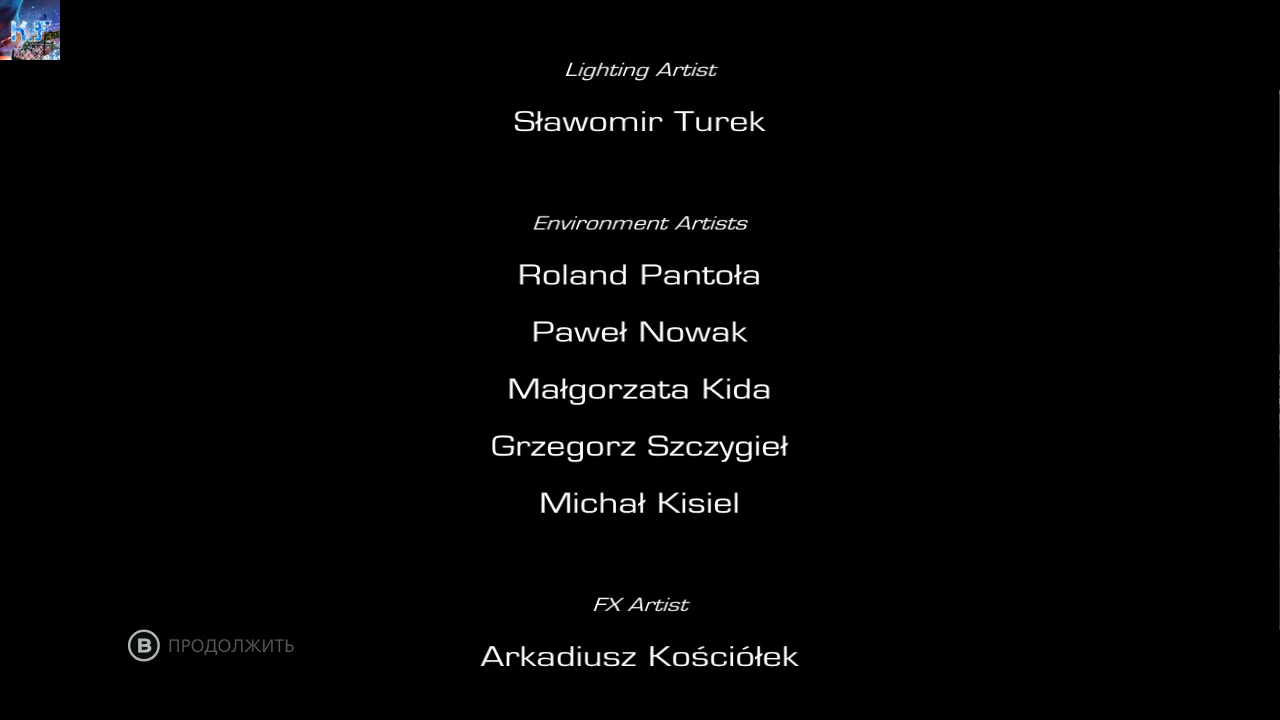 K.F
Lighting Artist
Sławomir Turek
Environment Artists
Roland Pantoła
Paweł Nowak
Małgorzata Kida
Grzegorz Szczygieł
Michał Kisiel
FX Artist
Arkadiusz Kościółek
B ПРОДОЛЖИТЬ